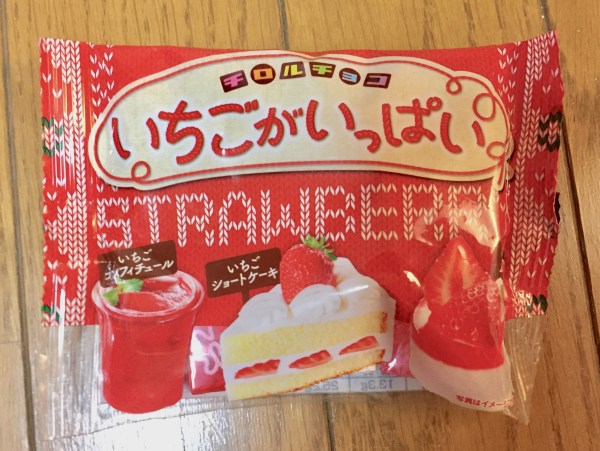 チロルチョコ
いちごがいっぱい
STRAWBERRY
いちご
コンフィチュール
いちご
ショートケーキ
写真はイメージ